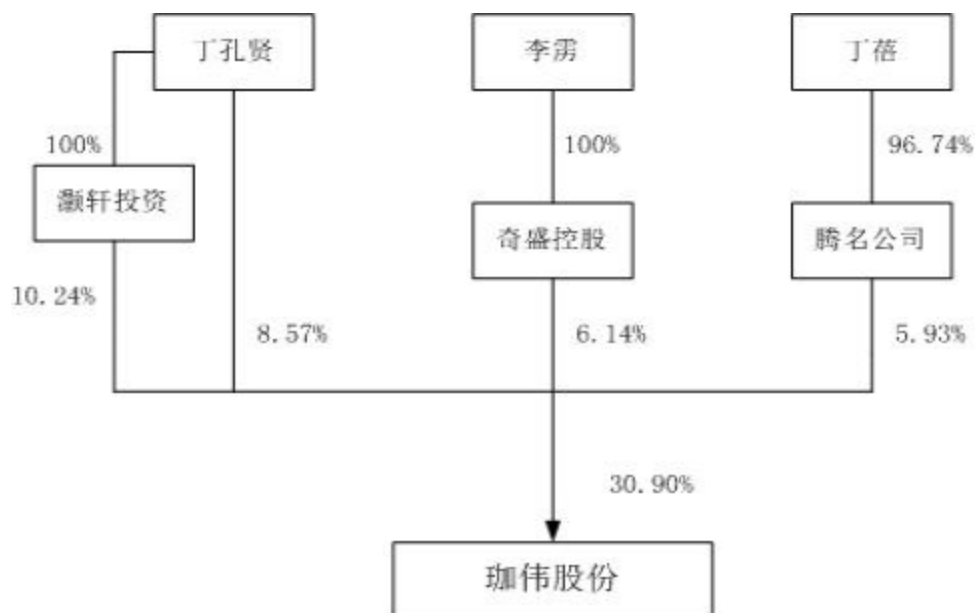 丁孔贤
李雳
丁蓓
100%
100%
96.74%
灏轩投资
奇盛控股
腾名公司
10.24%
8.57%
6.14%
5.93%
30.90%
珈伟股份